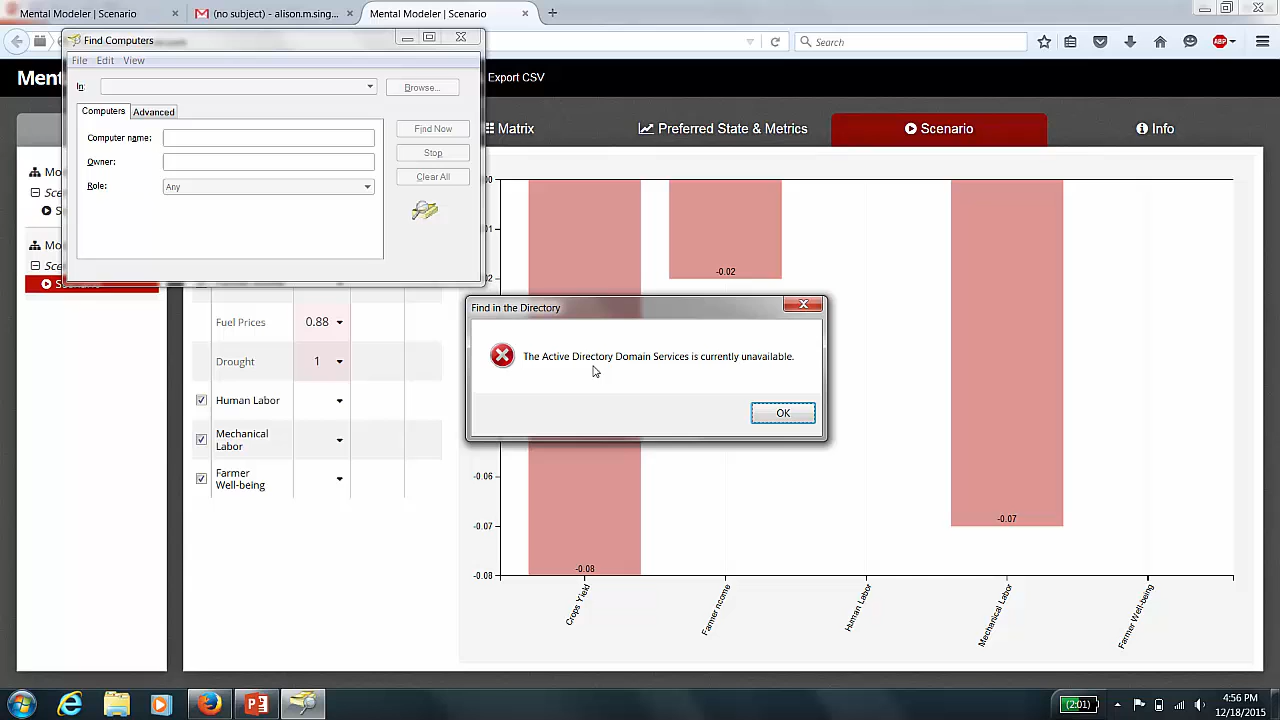 Mental Modeler | Scenario
(no subject) - alison.m.sing...
Mental Modeler | Scenario
Find Computers
Search
ABP
File Edit View
Export CSV
In:
Browse...
Computers
Advanced
Computer name:
Owner:
Role:
Any
Find Now
Stop
Clear All
Matrix
Preferred State & Metrics
Scenario
Info
-0.02
Find in the Directory
The Active Directory Domain Services is currently unavailable.
OK
Fuel Prices
0.88
Drought
1
Human Labor
Mechanical
Labor
Farmer
Well-being
-0.06
-0.07
-0.08
-0.07
-0.08
Crops Yield
Human Labor
Mechanical Labor
Farmer Well-being
(2:01)
4:56 PM
12/18/2015